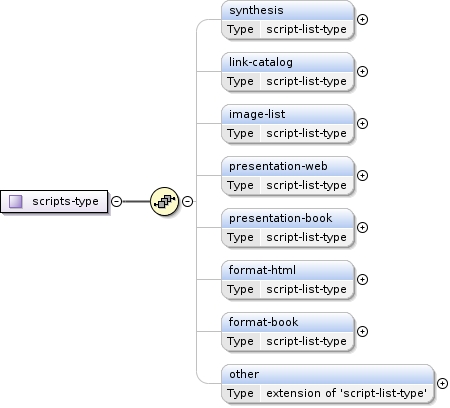 synthesis
Type script-list-type
link-catalog
Type script-list-type
image-list
Type script-list-type
presentation-web
Type script-list-type
scripts-type
presentation-book
Type script-list-type
format-html
Type script-list-type
format-book
Type script-list-type
other
Type extension of 'script-list-type'